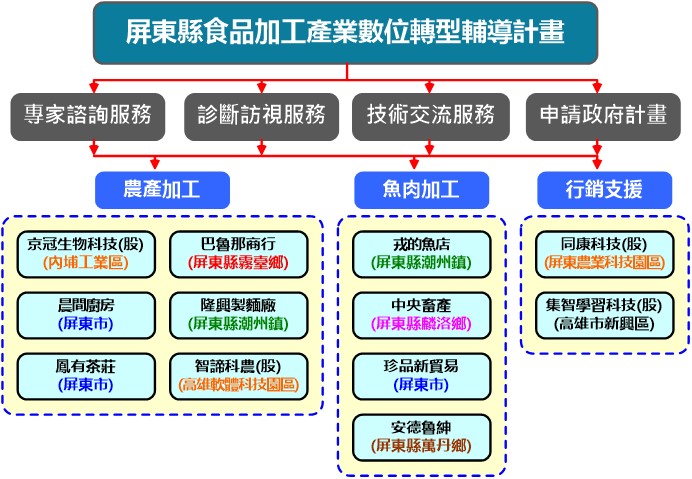 屏東縣食品加工產業數位轉型輔導計畫
專家諮詢服務
診斷訪視服務
技術交流服務
申請政府計畫
農產加工
魚肉加工
行銷支援
京冠生物科技(股)
(內埔工業區)
巴魯那商行
(屏東縣霧臺鄉)
晨間廚房
(屏東市)
隆興製麵廠
(屏東縣潮州鎮)
鳳有茶莊
(屏東市)
智諦科農(股)
(高雄軟體科技園區)
戎的魚店
(屏東縣潮州鎮)
中央畜產
(屏東縣麟洛鄉)
珍品新貿易
(屏東市)
安德魯紳
(屏東縣萬丹鄉)
同康科技(股)
(屏東農業科技園區)
集智學習科技(股)
(高雄市新興區)